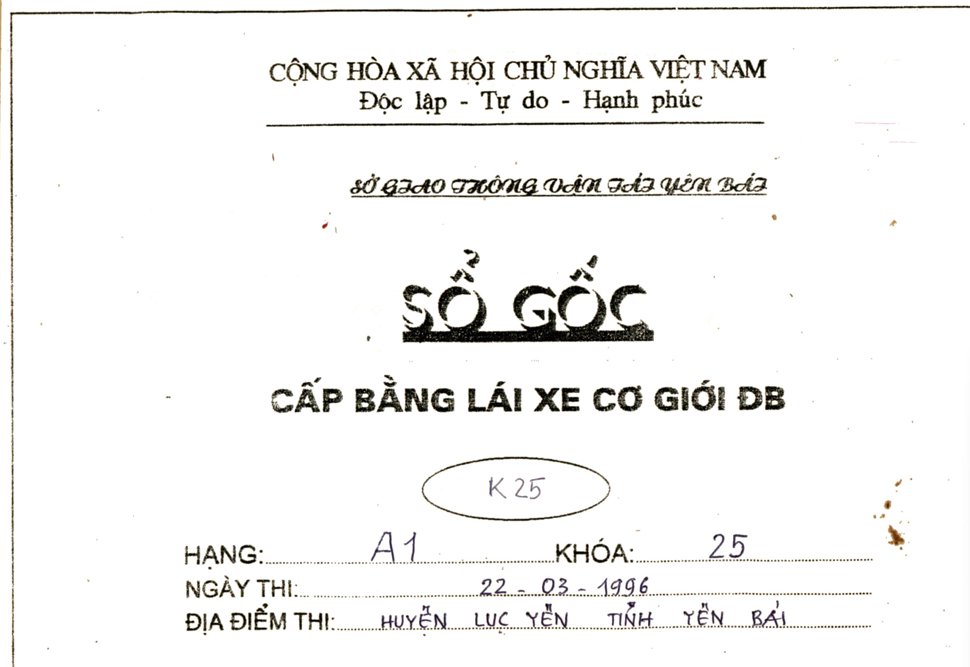 CỘNG HÒA XÃ HỘI CHỦ NGHĨA VIỆT NAM
Độc lập - Tự do - Hạnh phúc
SỞ GIAO THÔNG VẬN TẢI YÊN BÁI
SỔ GỐC
CẤP BẰNG LÁI XE CƠ GIỚI ĐB
K 25
HẠNG: A1 KHÓA: 25
NGÀY THI: 22 - 03 - 1996
ĐỊA ĐIỂM THI: HUYỆN LỤC YÊN TỈNH YÊN BÁI